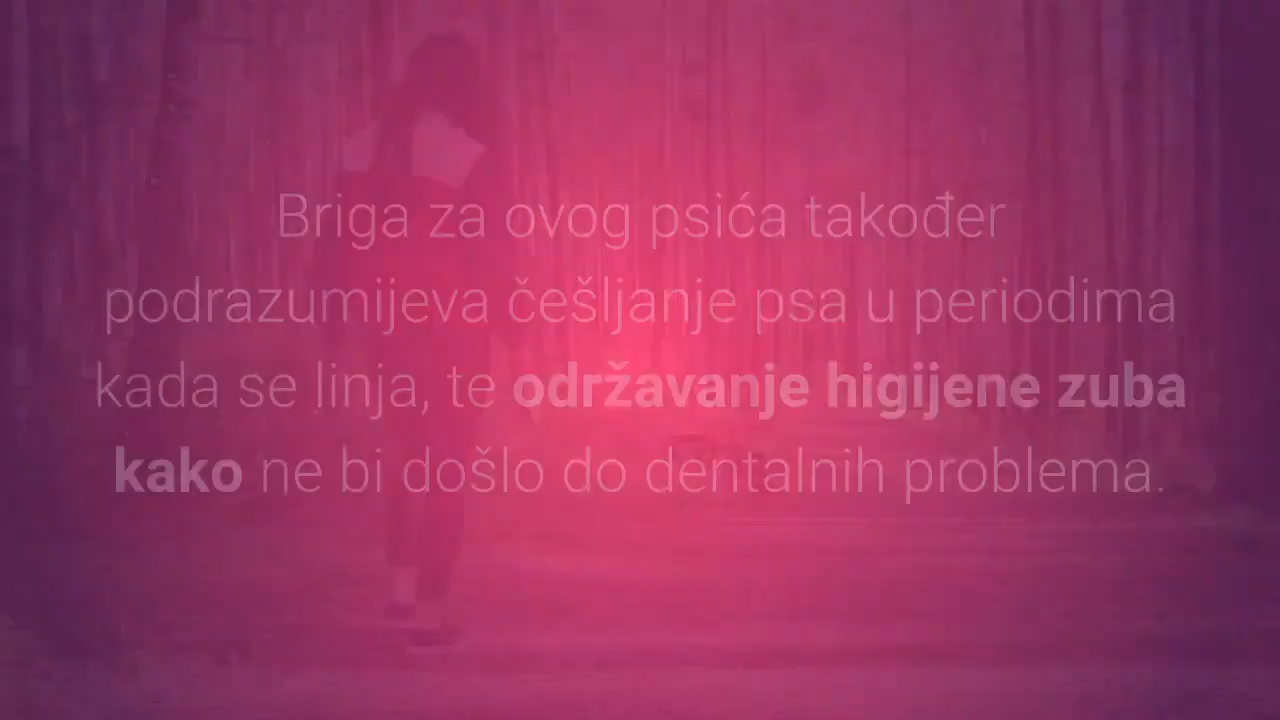 Briga za ovog psića također
podrazumijeva češljanje psa u periodima
kada se linja, te održavanje higijene zuba
kako ne bi došlo do dentalnih problema.